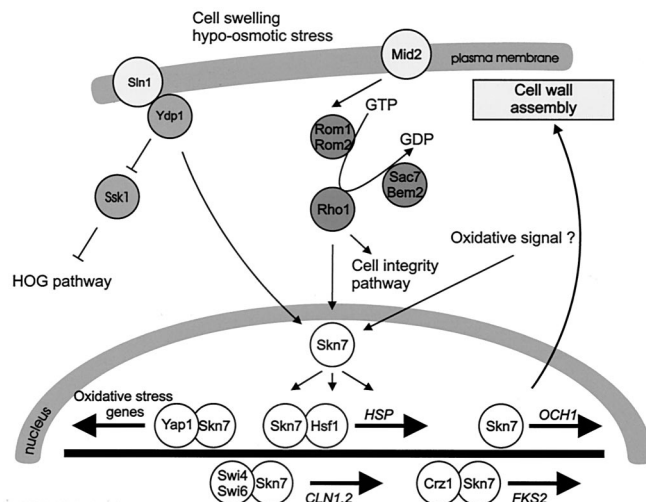 Cell swelling
hypo-osmotic stress
Sln1
Mid2
plasma membrane
Ydp1
GTP
Cell wall
assembly
Rom1
Rom2
GDP
Sac7
Bem2
Ssk1
Rho1
Oxidative signal ?
HOG pathway
Cell integrity
pathway
Skn7
nucleus
Oxidative stress
genes
Yap1
Skn7
Skn7
Hsf1
HSP
Skn7
OCH1
Swi4
Swi6
Skn7
CLN1,2
Crz1
Skn7
FKS2